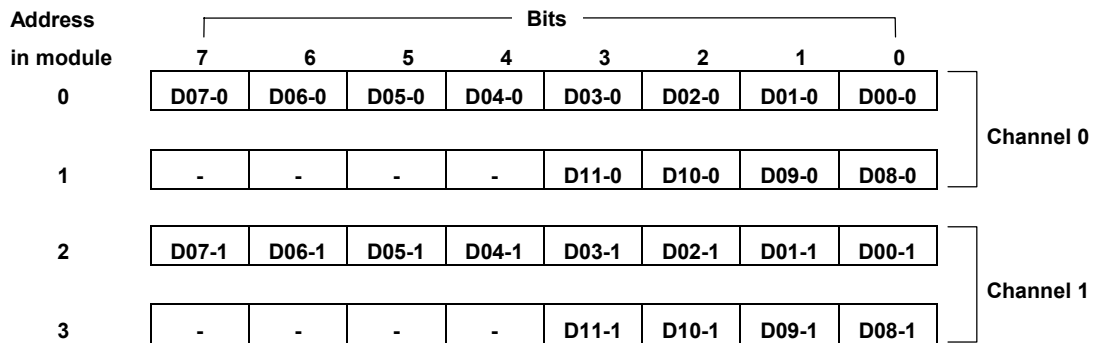 Address Bits
in module 7 6 5 4 3 2 1 0
0 D07-0 D06-0 D05-0 D04-0 D03-0 D02-0 D01-0 D00-0
Channel 0
1 - - - - D11-0 D10-0 D09-0 D08-0
2 D07-1 D06-1 D05-1 D04-1 D03-1 D02-1 D01-1 D00-1
Channel 1
3 - - - - D11-1 D10-1 D09-1 D08-1